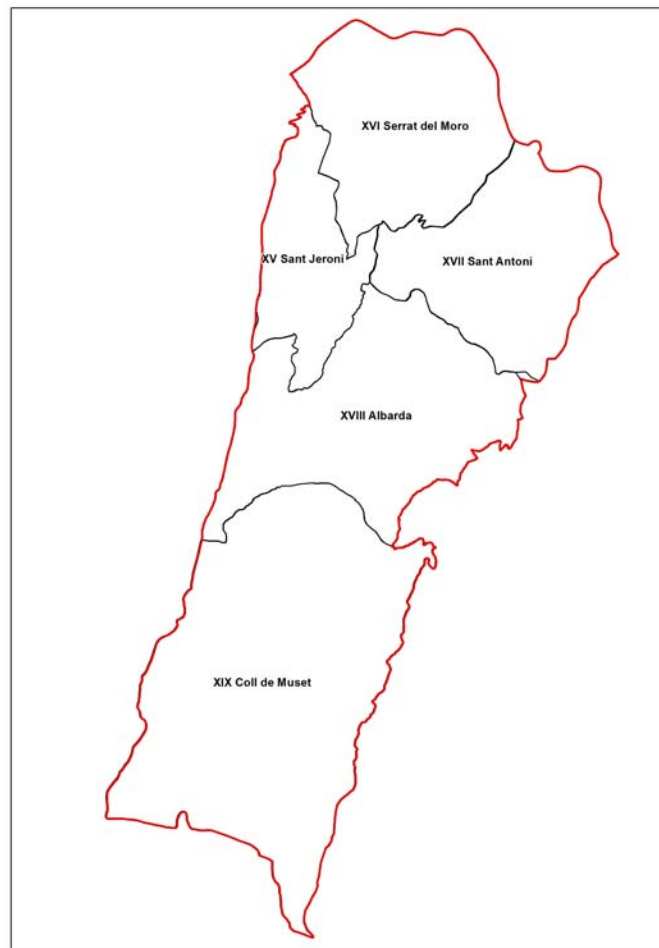 XVI Serrat del Moro
XV Sant Jeroni
XVII Sant Antoni
XVIII Albarda
XIX Coll de Muset